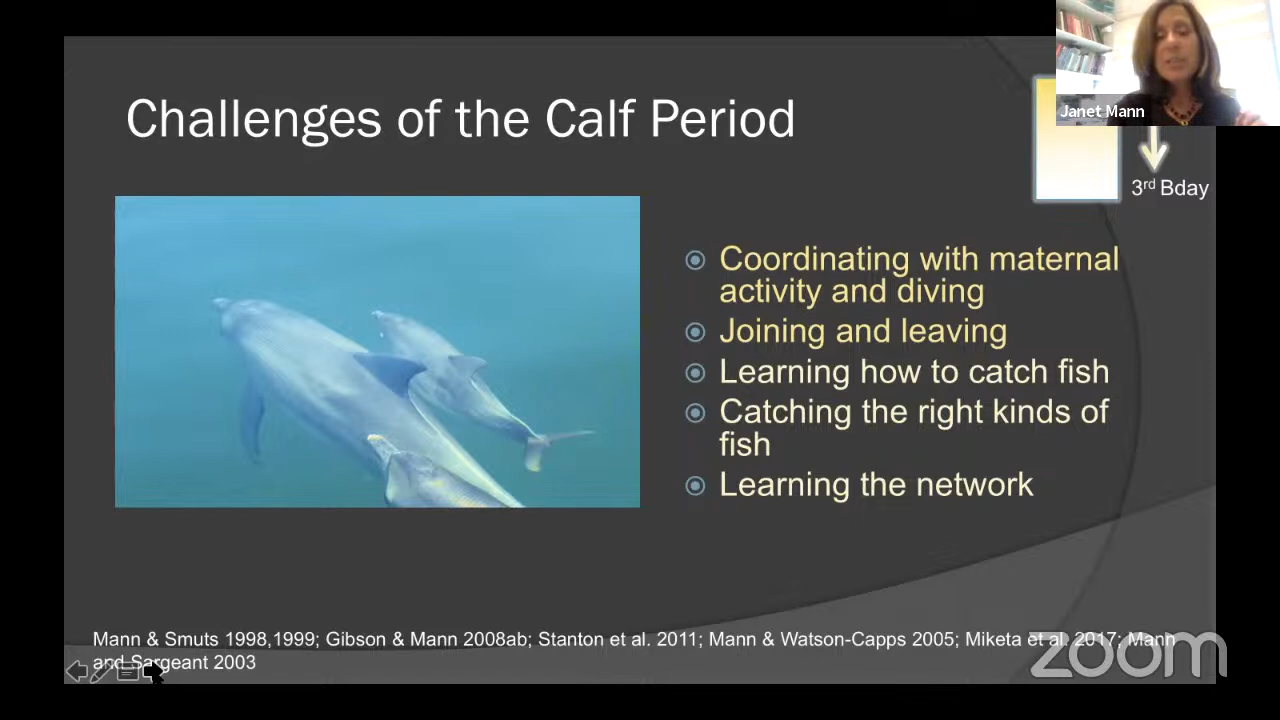 Challenges of the Calf Period
Janet Mann
3rd Bday
Coordinating with maternal
activity and diving
Joining and leaving
Learning how to catch fish
Catching the right kinds of
fish
Learning the network
Mann & Smuts 1998,1999; Gibson & Mann 2008ab; Stanton et al. 2011; Mann & Watson-Capps 2005; Miketa et al. 2017; Mann
and Sargeant 2003
zoom